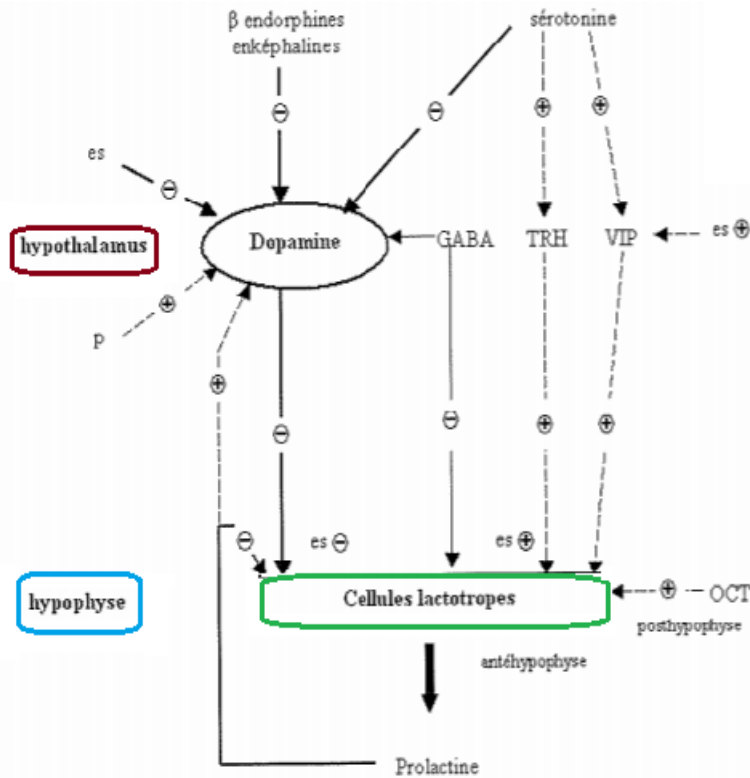 β endorphines
enképhalines
sérotonine
⊖
⊖
⊕
⊕
es
⊖
hypothalamus
Dopamine
GABA
TRH
VIP
es ⊕
⊕
p
⊕
⊖
⊖
⊕
⊕
⊖
es ⊖
es ⊕
hypophyse
Cellules lactotropes
⊕
OCT
posthypophyse
antéhypophyse
Prolactine